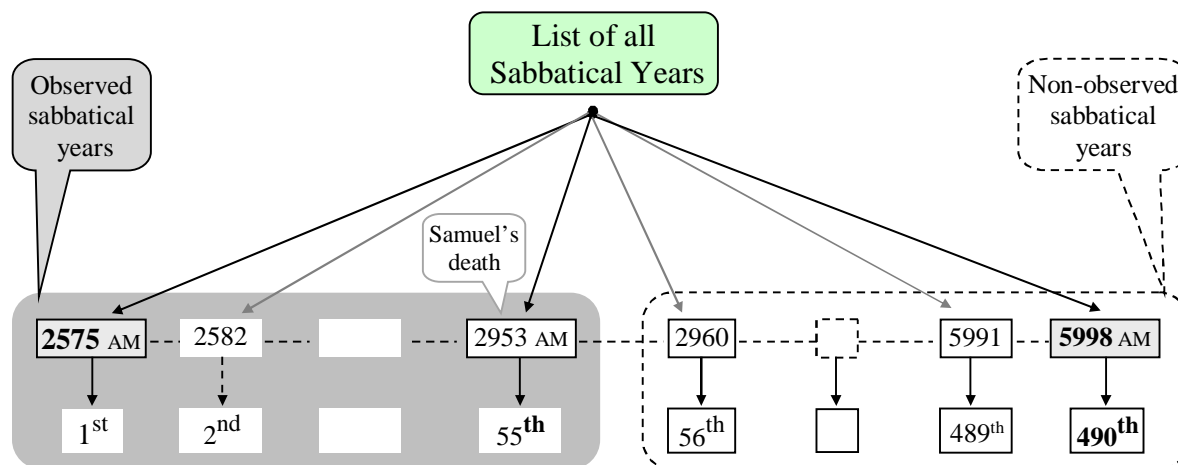 List of all
Sabbatical Years
Observed
sabbatical
years
Non-observed
sabbatical
years
Samuel’s
death
2575 AM
2582
2953 AM
2960
5991
5998 AM
1st
2nd
55th
56th
489th
490th